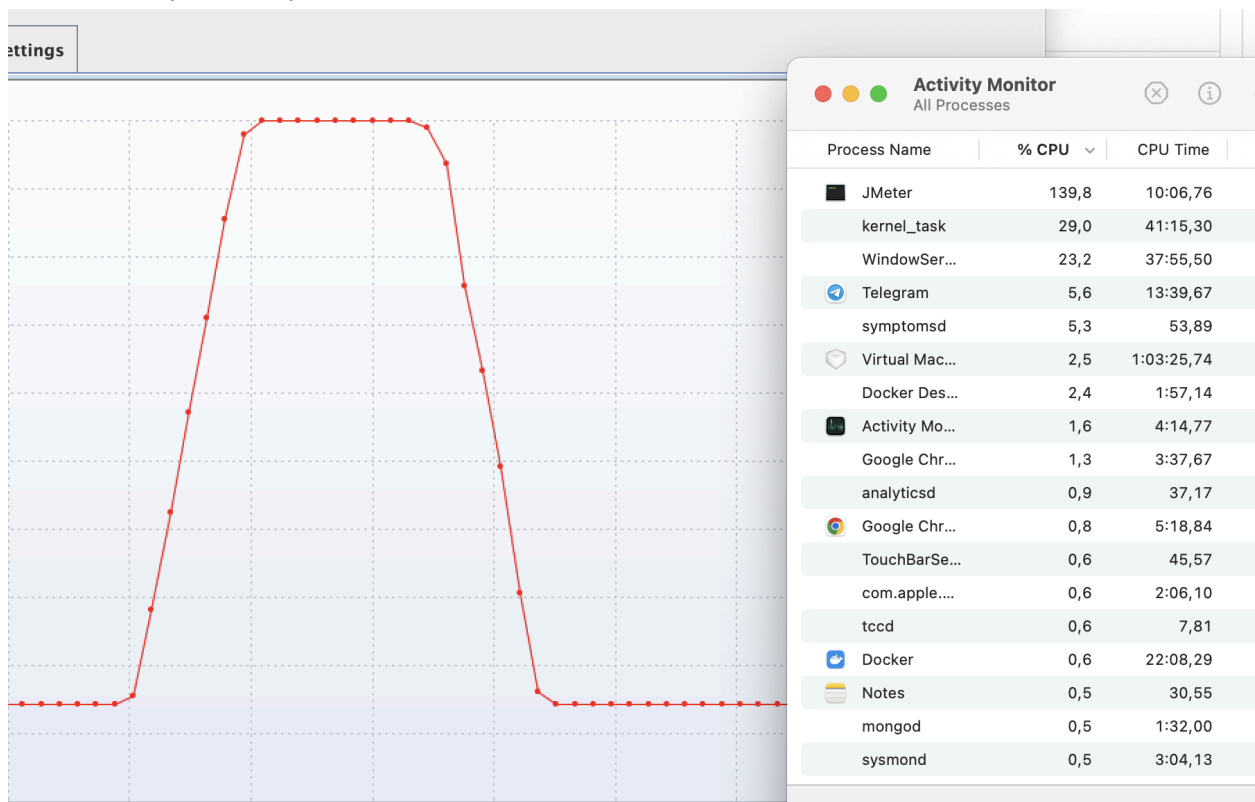 ettings
Activity Monitor
All Processes
Process Name % CPU CPU Time
JMeter 139,8 10:06,76
kernel_task 29,0 41:15,30
WindowSer... 23,2 37:55,50
Telegram 5,6 13:39,67
symptomsd 5,3 53,89
Virtual Mac... 2,5 1:03:25,74
Docker Des... 2,4 1:57,14
Activity Mo... 1,6 4:14,77
Google Chr... 1,3 3:37,67
analyticsd 0,9 37,17
Google Chr... 0,8 5:18,84
TouchBarSe... 0,6 45,57
com.apple.... 0,6 2:06,10
tccd 0,6 7,81
Docker 0,6 22:08,29
Notes 0,5 30,55
mongod 0,5 1:32,00
sysmond 0,5 3:04,13